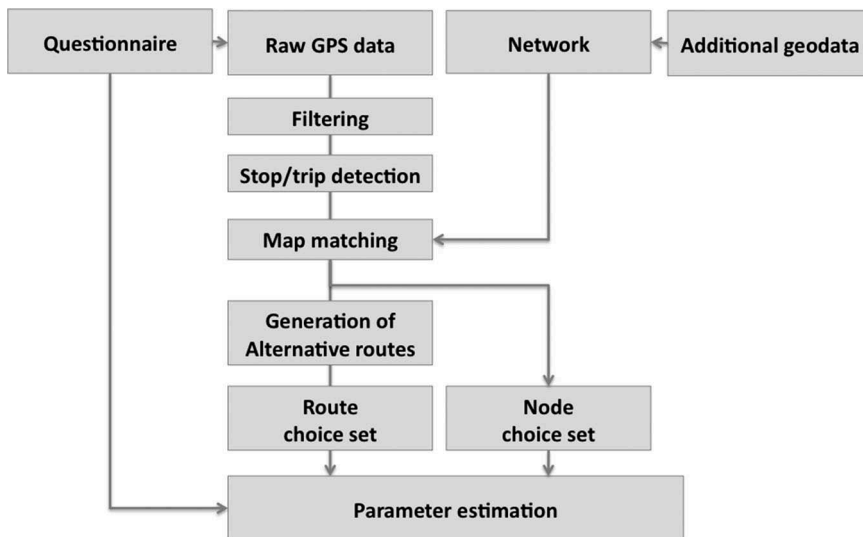 Questionnaire
Raw GPS data
Network
Additional geodata
Filtering
Stop/trip detection
Map matching
Generation of
Alternative routes
Route
choice set
Node
choice set
Parameter estimation